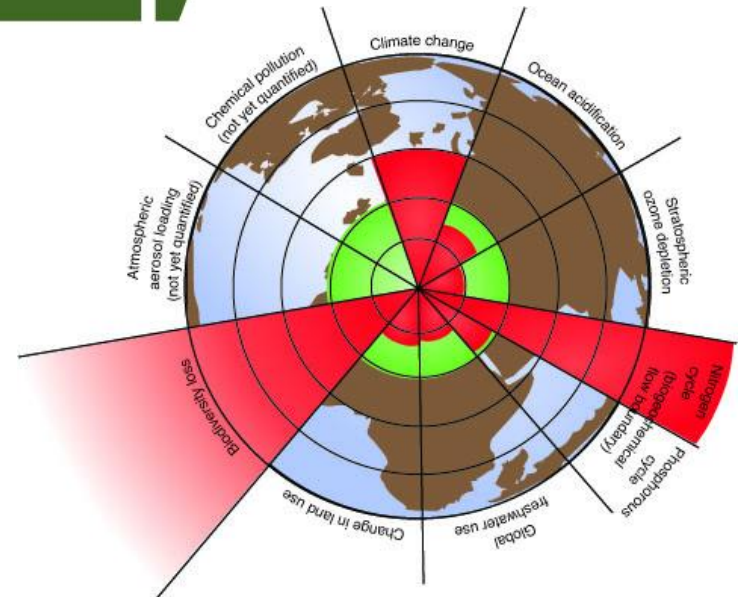 Climate change
Ocean acidification
Stratospheric
ozone depletion
Nitrogen
cycle
(biogeochemical
flow boundary)
Phosphorous
cycle
Global
freshwater use
Change in land use
Biodiversity loss
Atmospheric
aerosol loading
(not yet quantified)
Chemical pollution
(not yet quantified)